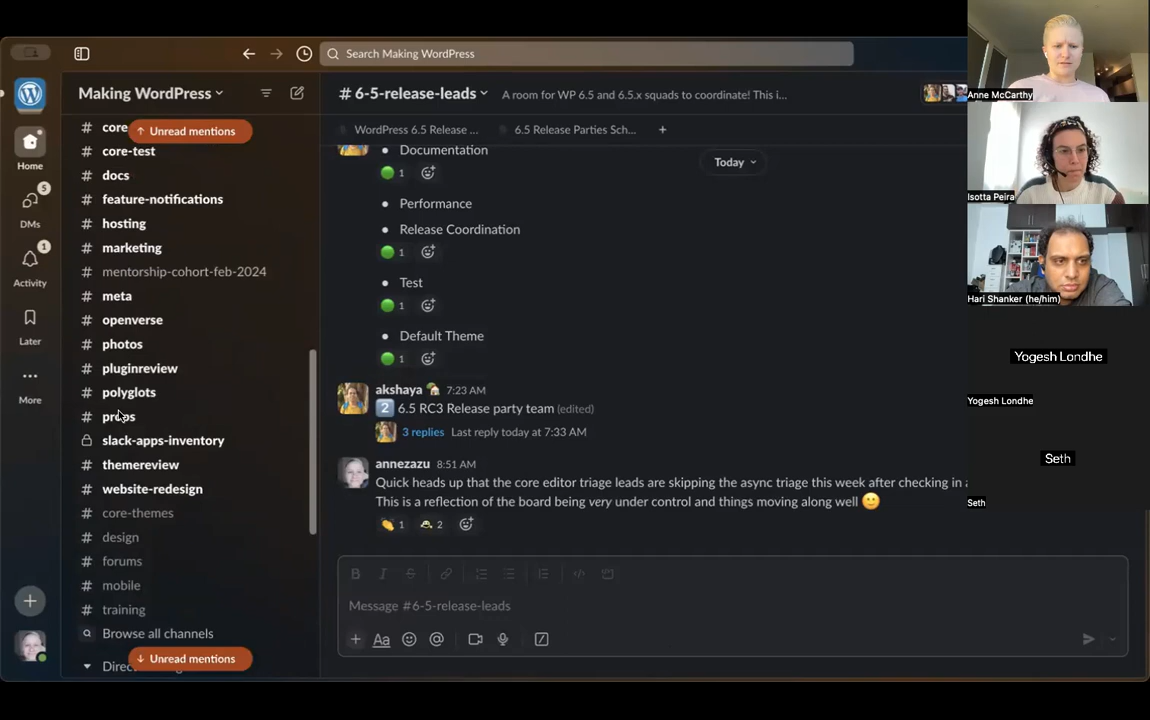 Search Making WordPress
Making WordPress
# 6-5-release-leads
A room for WP 6.5 and 6.5.x squads to coordinate! This i...
WordPress 6.5 Release ...
6.5 Release Parties Sch...
Home
5
DMs
1
Activity
Later
More
# core
↑ Unread mentions
# core-test
# docs
# feature-notifications
# hosting
# marketing
# mentorship-cohort-feb-2024
# meta
# openverse
# photos
# pluginreview
# polyglots
# props
slack-apps-inventory
# themereview
# website-redesign
# core-themes
# design
# forums
# mobile
# training
Browse all channels
↓ Unread mentions
Today
• Documentation
1
• Performance
• Release Coordination
1
• Test
1
• Default Theme
1
akshaya 7:23 AM
2 6.5 RC3 Release party team (edited)
3 replies Last reply today at 7:33 AM
annezazu 8:51 AM
Quick heads up that the core editor triage leads are skipping the async triage this week after checking in
This is a reflection of the board being very under control and things moving along well 🙂
👏 1 2
B I S
Message #6-5-release-leads
+ Aa @
Anne McCarthy
Isotta Peira
Hari Shanker (he/him)
Yogesh Londhe
Yogesh Londhe
Seth
Seth